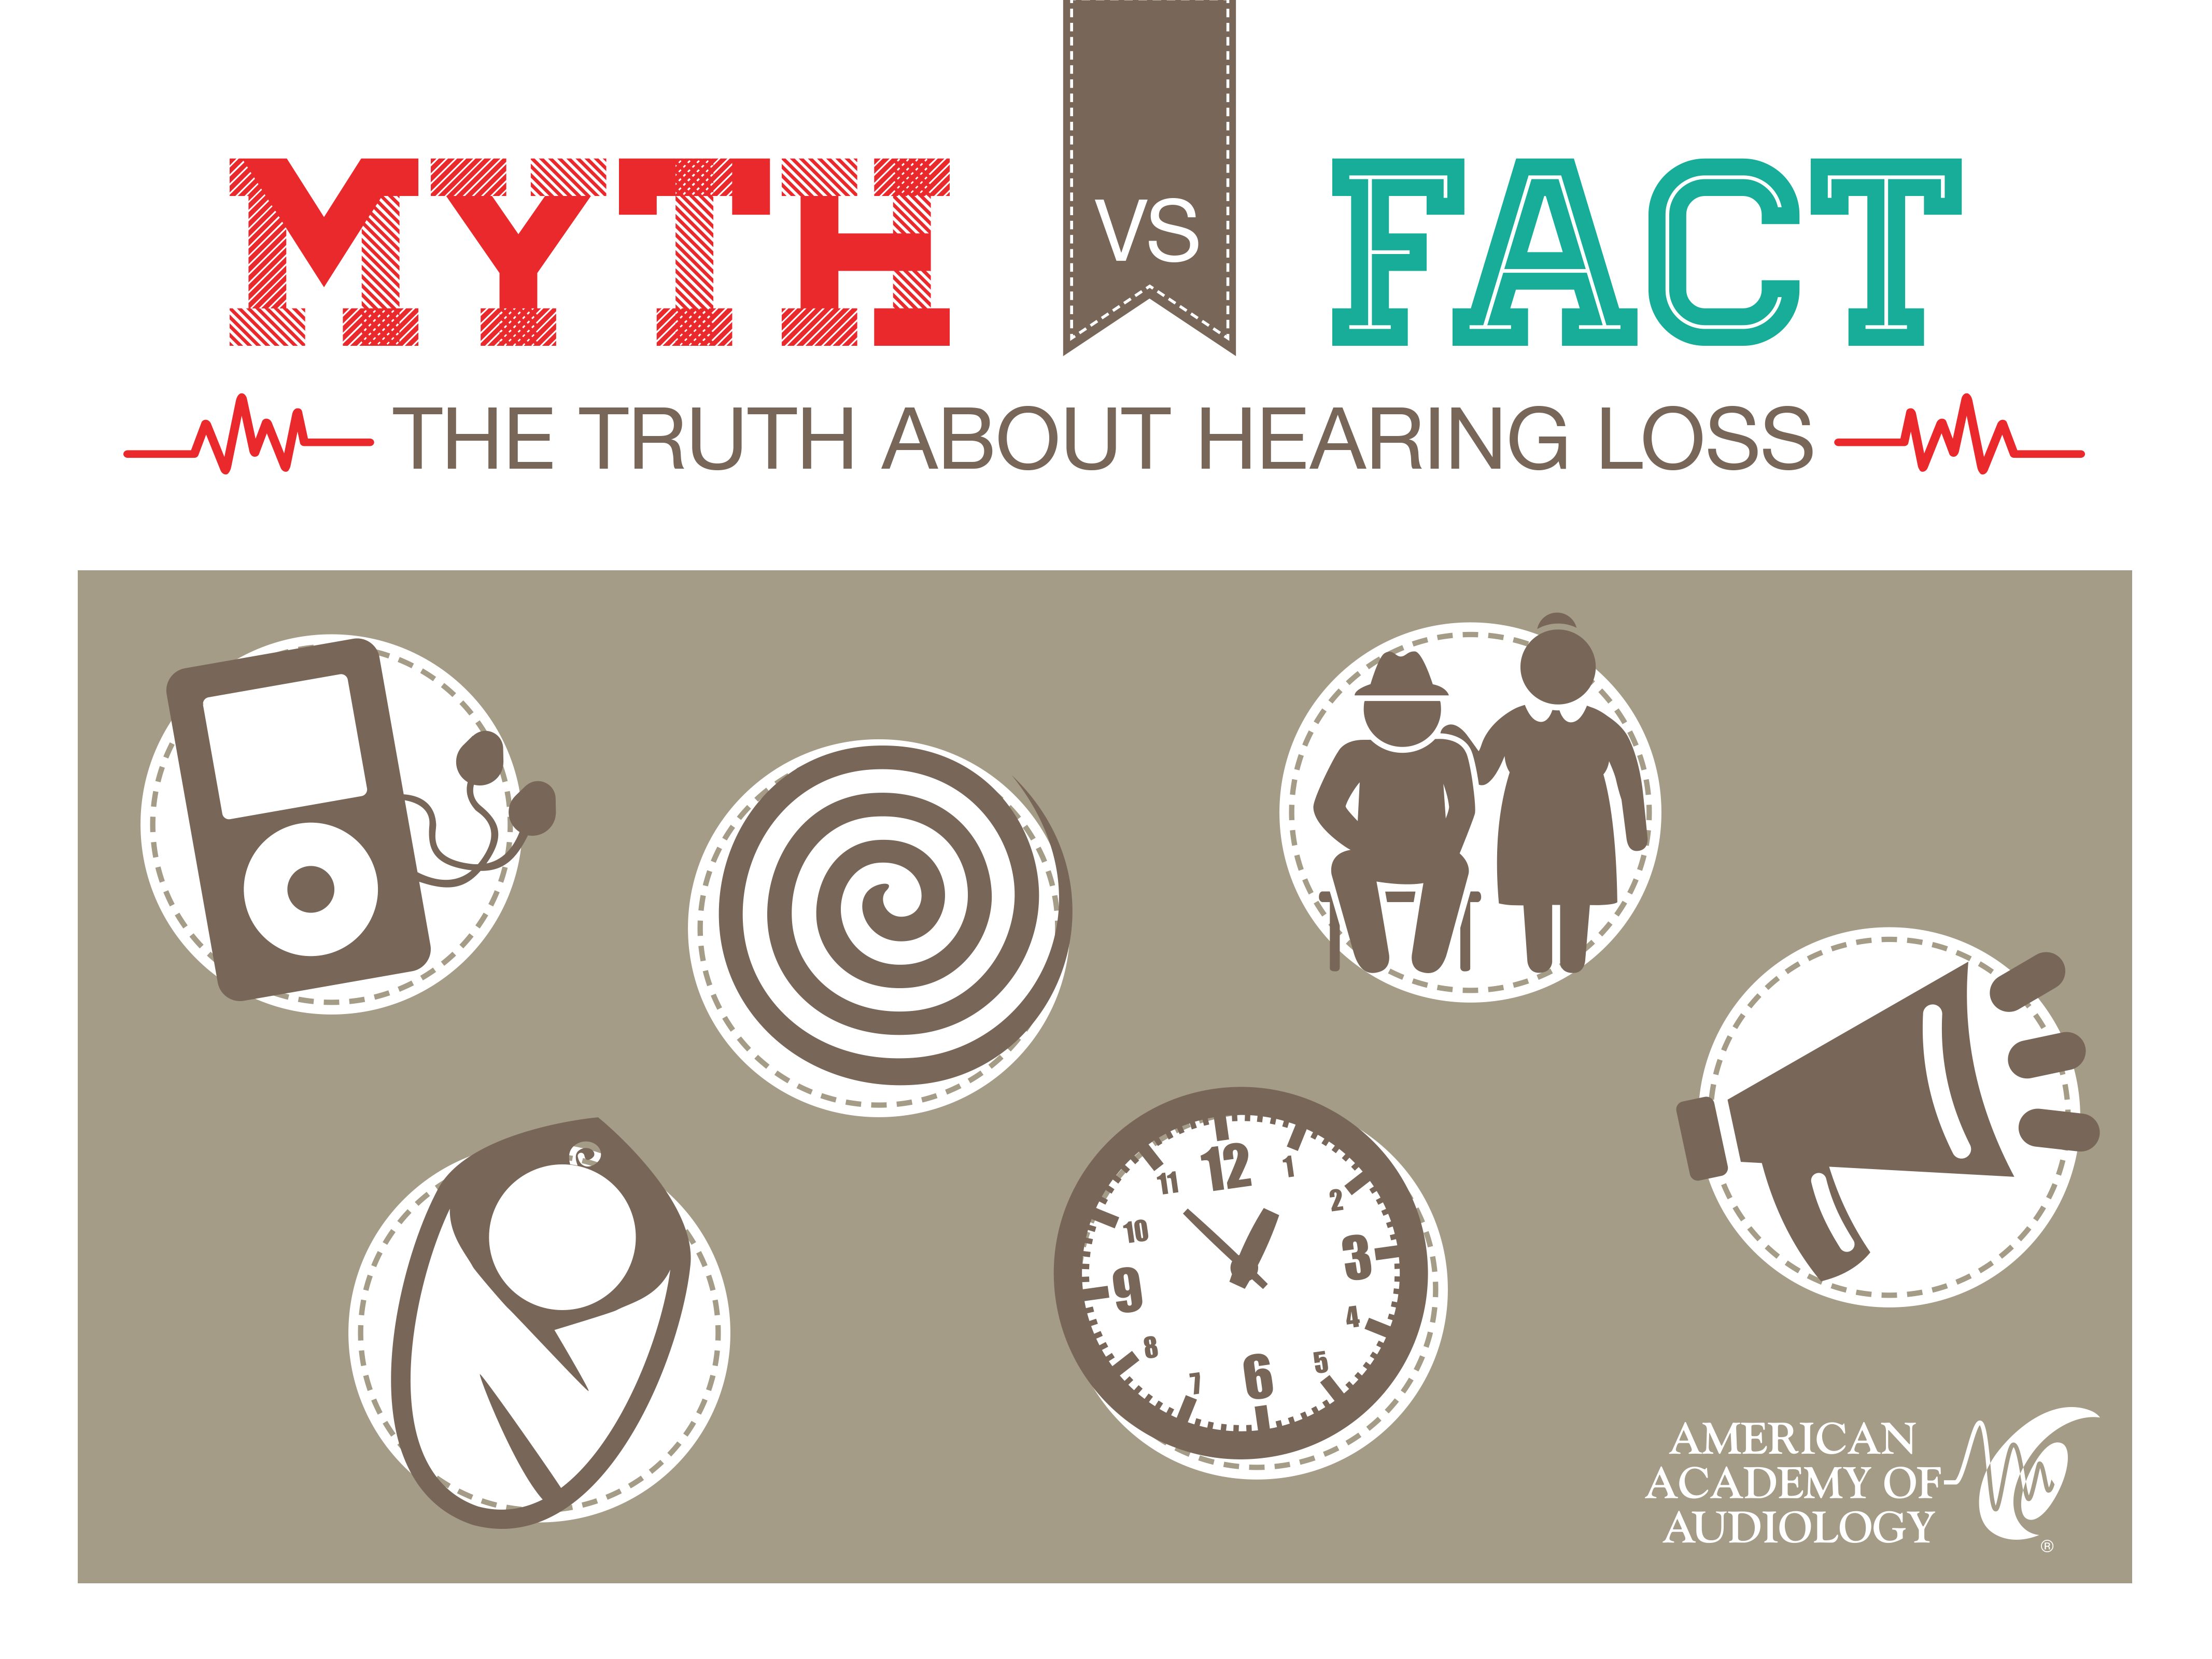 MYTH VS FACT
THE TRUTH ABOUT HEARING LOSS
12
11
1
2
10
3
9
4
8
5
7
6
AMERICAN
ACADEMY OF
AUDIOLOGY
®